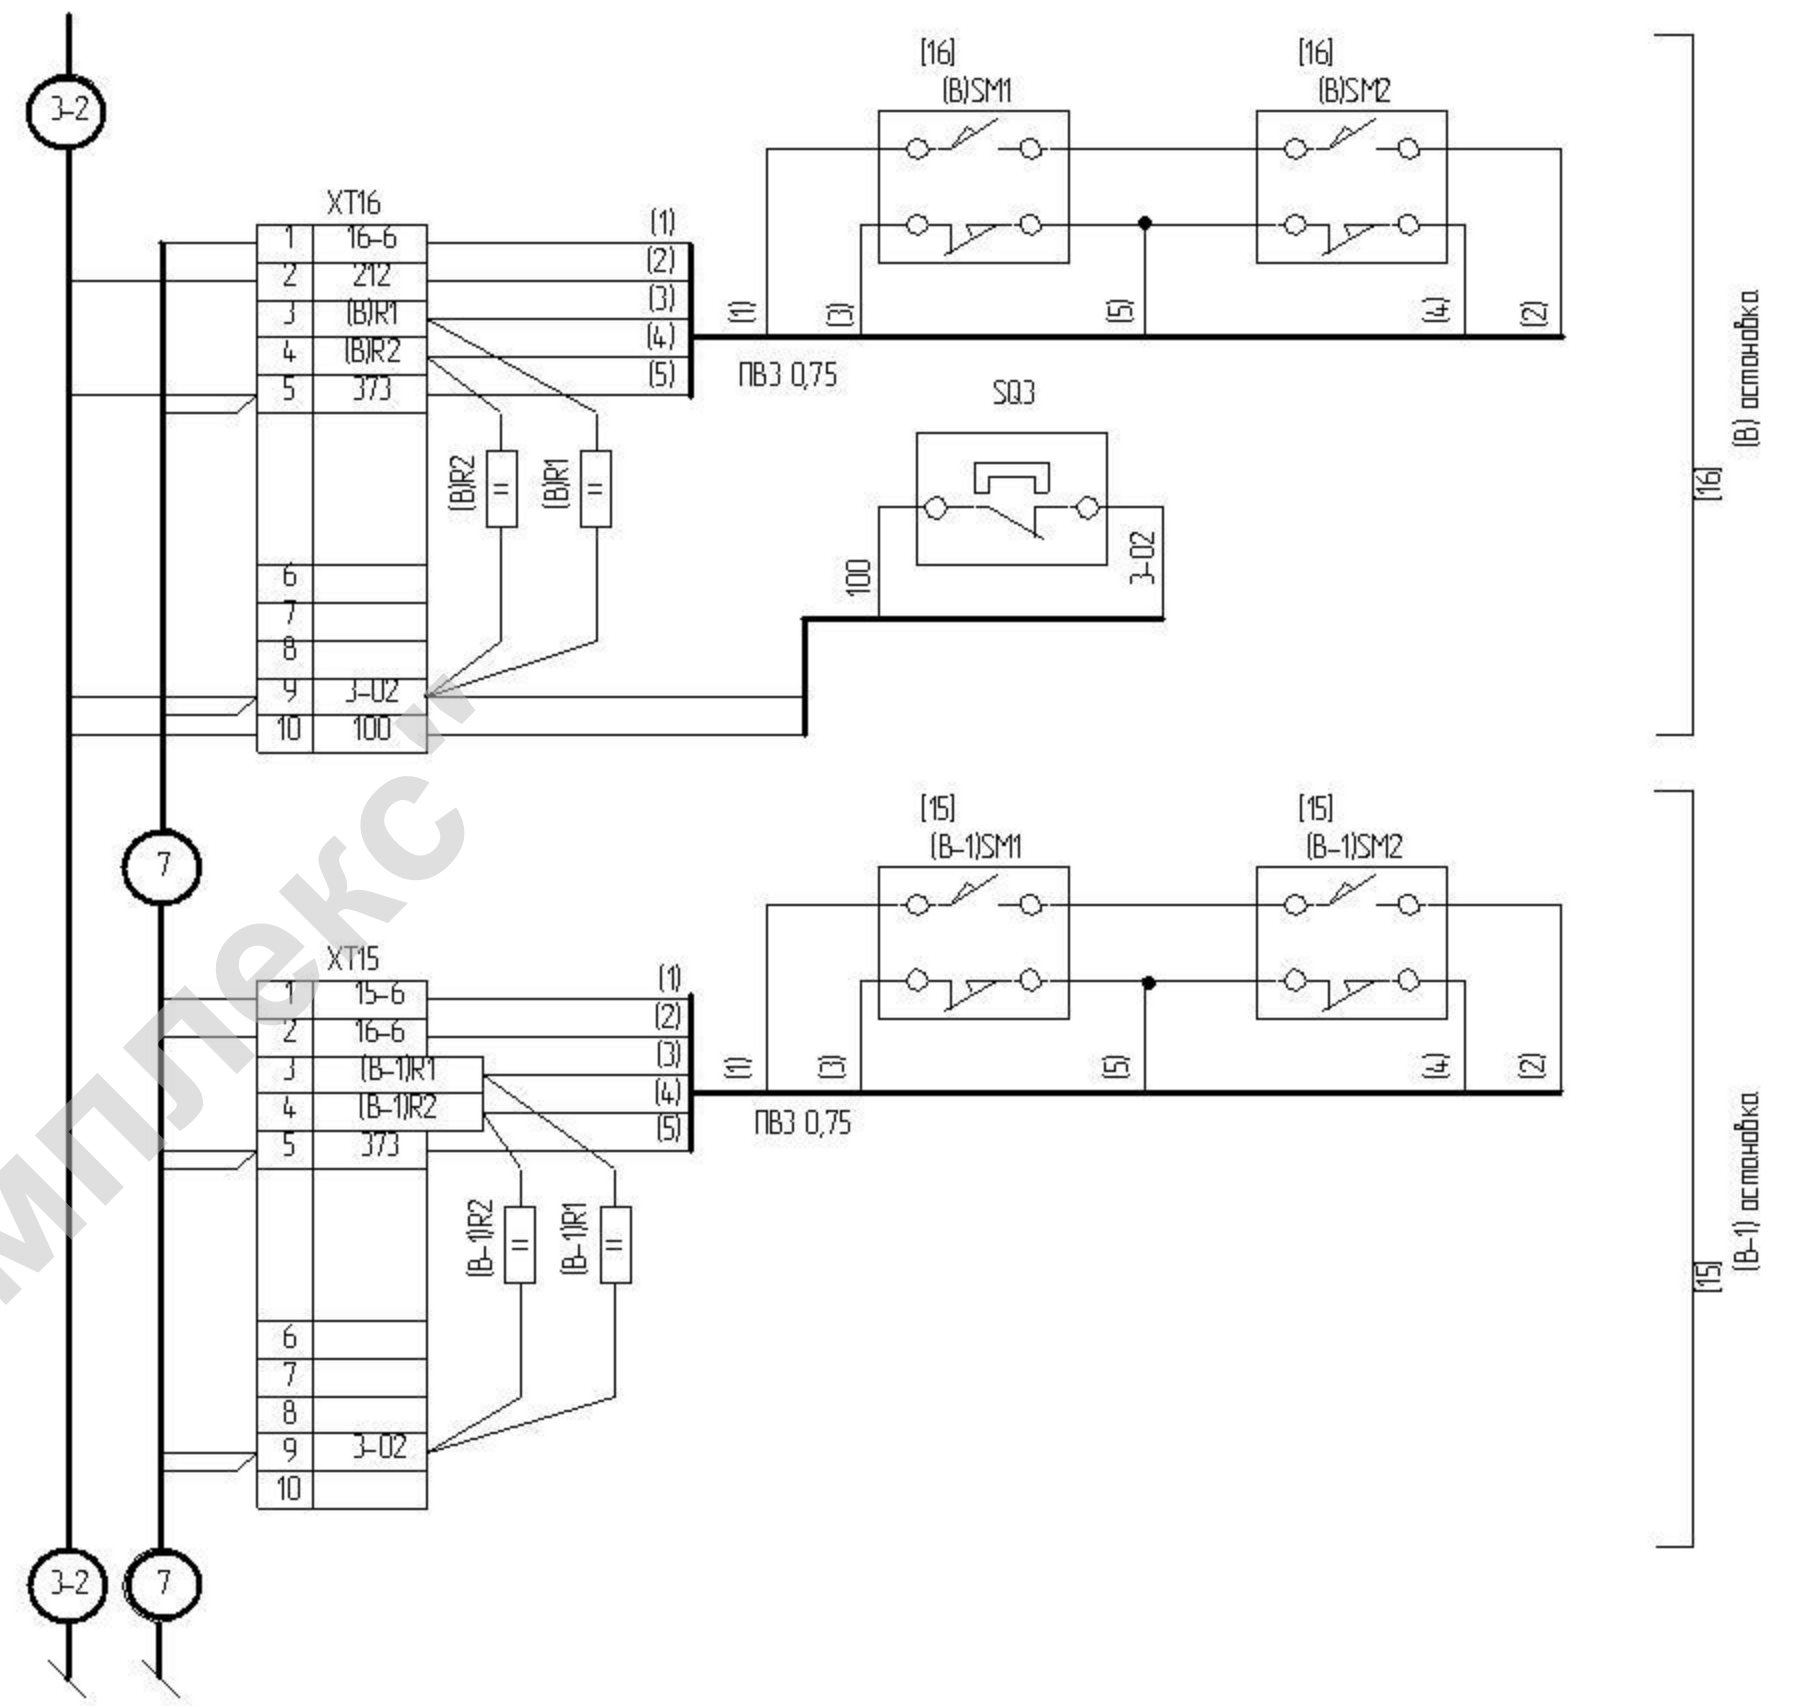 3-2
[16]
(В)SM1
[16]
(В)SM2
XT16
1 16-6 (1)
2 212 (2)
3 (В)R1 (3)
4 (В)R2 (4)
5 373 (5)
(1)
(3)
(5)
(4)
(2)
ПВ3 0,75
SQ3
(В)R2
(В)R1
100
3-02
6
7
8
9 3-02
10 100
[16]
(В) остановка
7
[15]
(В-1)SM1
[15]
(В-1)SM2
XT15
1 15-6 (1)
2 16-6 (2)
3 (В-1)R1 (3)
4 (В-1)R2 (4)
5 373 (5)
(1)
(3)
(5)
(4)
(2)
ПВ3 0,75
(В-1)R2
(В-1)R1
6
7
8
9 3-02
10
[15]
(В-1) остановка
3-2
7
мплекс"